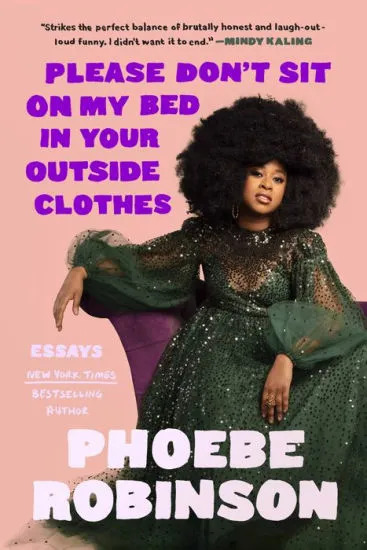 "Strikes the perfect balance of brutally honest and laugh-out-
loud funny. I didn't want it to end." —MINDY KALING
PLEASE DON'T SIT
ON MY BED
IN YOUR
OUTSIDE
CLOTHES
ESSAYS
NEW YORK TIMES
BESTSELLING
AUTHOR
PHOEBE
ROBINSON